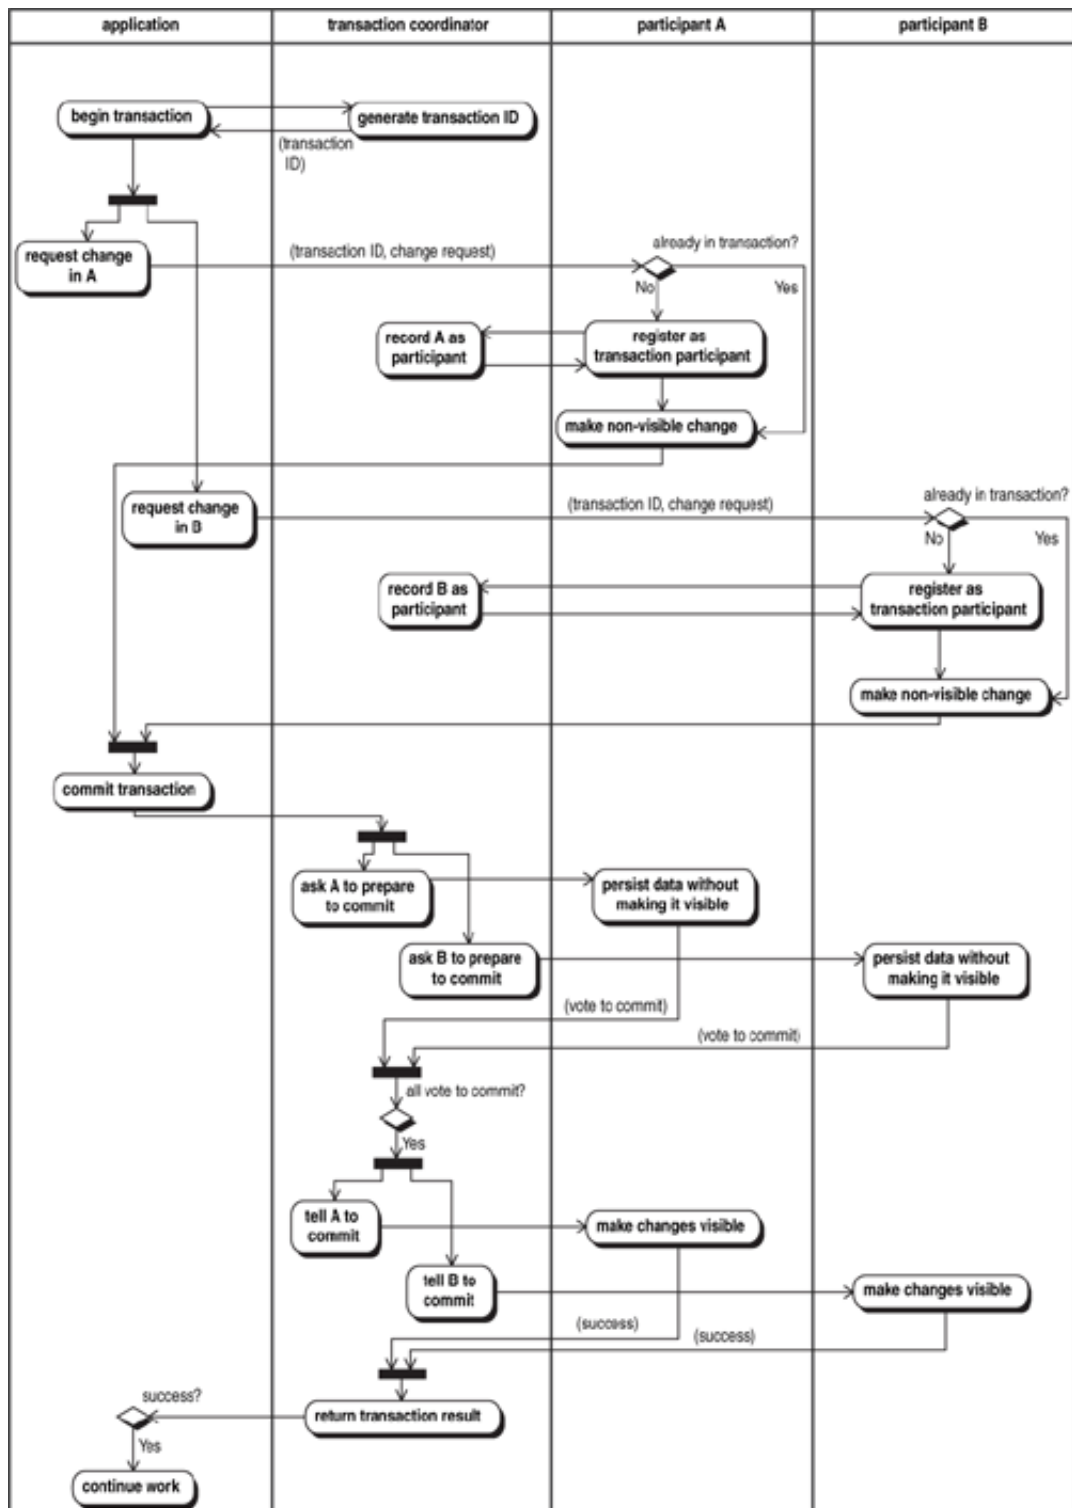 application
transaction coordinator
participant A
participant B
begin transaction
generate transaction ID
(transaction
ID)
request change
in A
(transaction ID, change request)
already in transaction?
No
Yes
record A as
participant
register as
transaction participant
make non-visible change
request change
in B
(transaction ID, change request)
already in transaction?
No
Yes
record B as
participant
register as
transaction participant
make non-visible change
commit transaction
ask A to prepare
to commit
persist data without
making it visible
ask B to prepare
to commit
persist data without
making it visible
(vote to commit)
(vote to commit)
all vote to commit?
Yes
tell A to
commit
make changes visible
tell B to
commit
make changes visible
(success)
(success)
return transaction result
success?
Yes
continue work